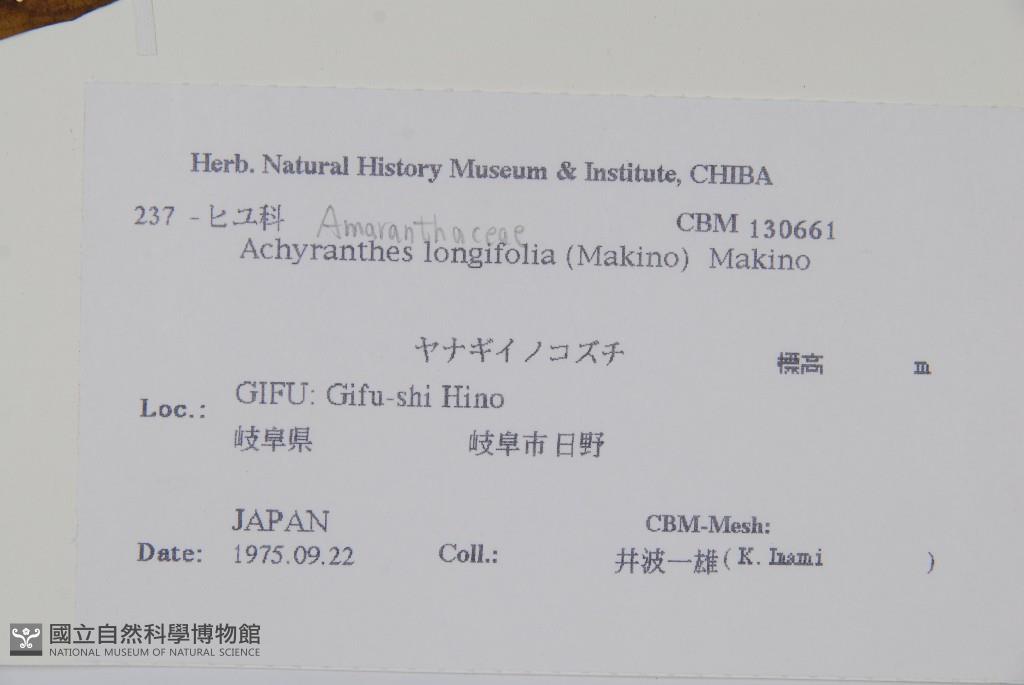 Herb. Natural History Museum & Institute, CHIBA
237 - ヒユ科 Amaranthaceae CBM 130661
Achyranthes longifolia (Makino) Makino
ヤナギイノコズチ 標高 m
Loc.: GIFU: Gifu-shi Hino
岐阜県 岐阜市 日野
JAPAN CBM-Mesh:
Date: 1975.09.22 Coll.: 井波一雄 ( K. Inami )
國立自然科學博物館
NATIONAL MUSEUM OF NATURAL SCIENCE